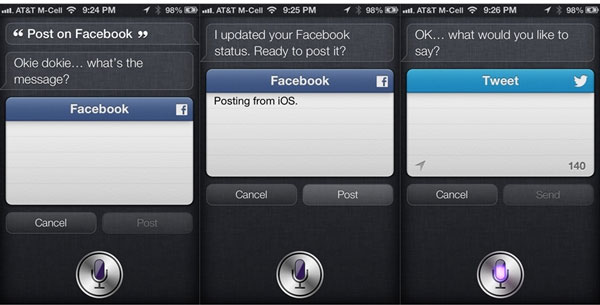 AT&T M-Cell 9:24 PM 98%
“ Post on Facebook ”
Okie dokie… what's the
message?
Facebook
Cancel Post
AT&T M-Cell 9:25 PM 98%
I updated your Facebook
status. Ready to post it?
Facebook
Posting from iOS.
Cancel Post
AT&T M-Cell 9:26 PM 98%
OK… what would you like to
say?
Tweet
140
Cancel Send